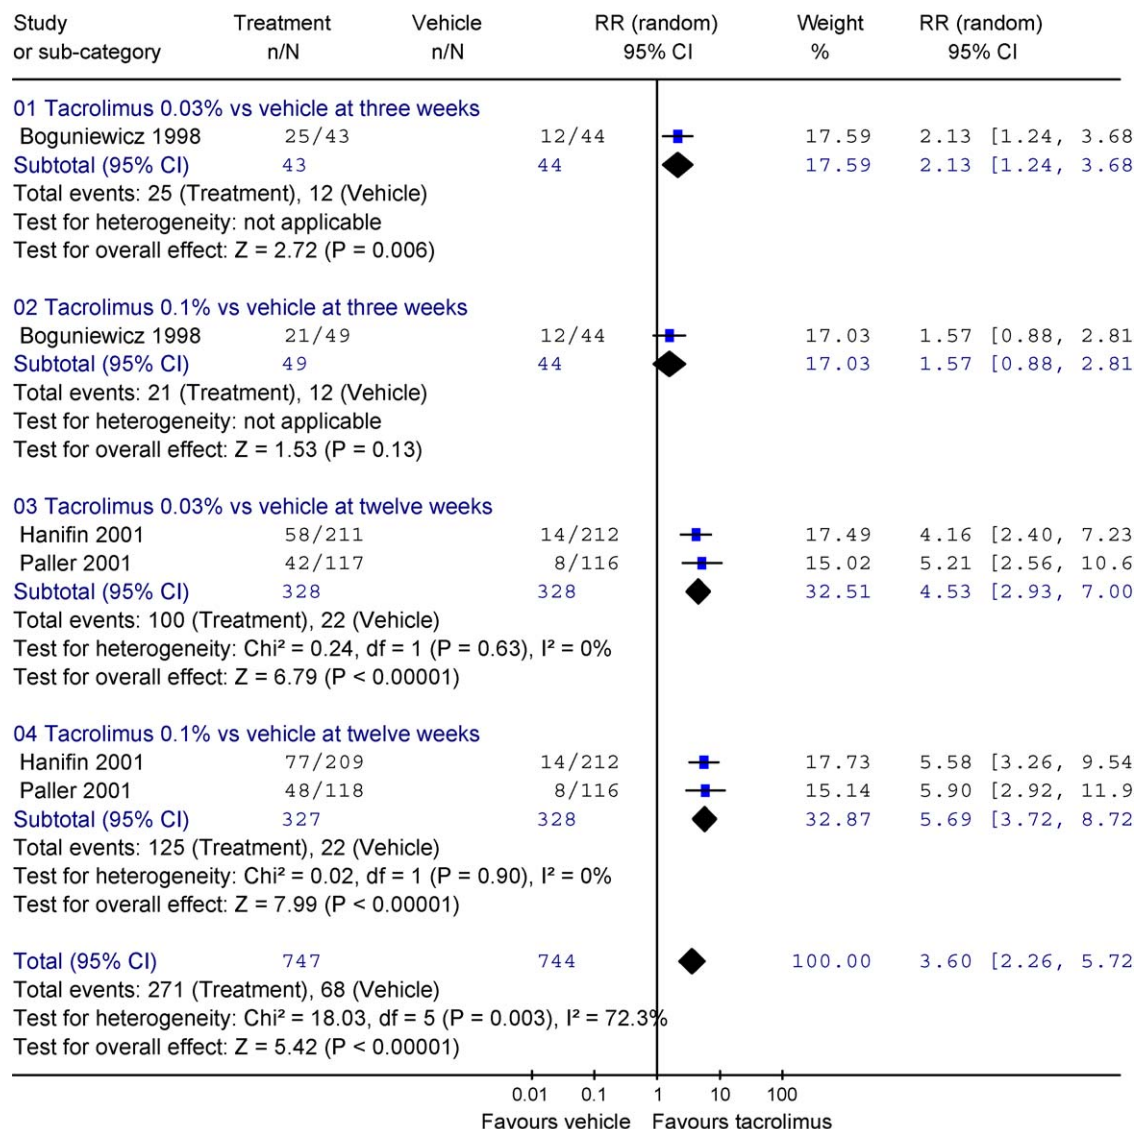 Study Treatment Vehicle RR (random) Weight RR (random)
or sub-category n/N n/N 95% CI % 95% CI
01 Tacrolimus 0.03% vs vehicle at three weeks
Boguniewicz 1998 25/43 12/44 17.59 2.13 [1.24, 3.68
Subtotal (95% CI) 43 44 17.59 2.13 [1.24, 3.68
Total events: 25 (Treatment), 12 (Vehicle)
Test for heterogeneity: not applicable
Test for overall effect: Z = 2.72 (P = 0.006)
02 Tacrolimus 0.1% vs vehicle at three weeks
Boguniewicz 1998 21/49 12/44 17.03 1.57 [0.88, 2.81
Subtotal (95% CI) 49 44 17.03 1.57 [0.88, 2.81
Total events: 21 (Treatment), 12 (Vehicle)
Test for heterogeneity: not applicable
Test for overall effect: Z = 1.53 (P = 0.13)
03 Tacrolimus 0.03% vs vehicle at twelve weeks
Hanifin 2001 58/211 14/212 17.49 4.16 [2.40, 7.23
Paller 2001 42/117 8/116 15.02 5.21 [2.56, 10.6
Subtotal (95% CI) 328 328 32.51 4.53 [2.93, 7.00
Total events: 100 (Treatment), 22 (Vehicle)
Test for heterogeneity: Chi² = 0.24, df = 1 (P = 0.63), I² = 0%
Test for overall effect: Z = 6.79 (P < 0.00001)
04 Tacrolimus 0.1% vs vehicle at twelve weeks
Hanifin 2001 77/209 14/212 17.73 5.58 [3.26, 9.54
Paller 2001 48/118 8/116 15.14 5.90 [2.92, 11.9
Subtotal (95% CI) 327 328 32.87 5.69 [3.72, 8.72
Total events: 125 (Treatment), 22 (Vehicle)
Test for heterogeneity: Chi² = 0.02, df = 1 (P = 0.90), I² = 0%
Test for overall effect: Z = 7.99 (P < 0.00001)
Total (95% CI) 747 744 100.00 3.60 [2.26, 5.72
Total events: 271 (Treatment), 68 (Vehicle)
Test for heterogeneity: Chi² = 18.03, df = 5 (P = 0.003), I² = 72.3%
Test for overall effect: Z = 5.42 (P < 0.00001)
0.01 0.1 1 10 100
Favours vehicle Favours tacrolimus